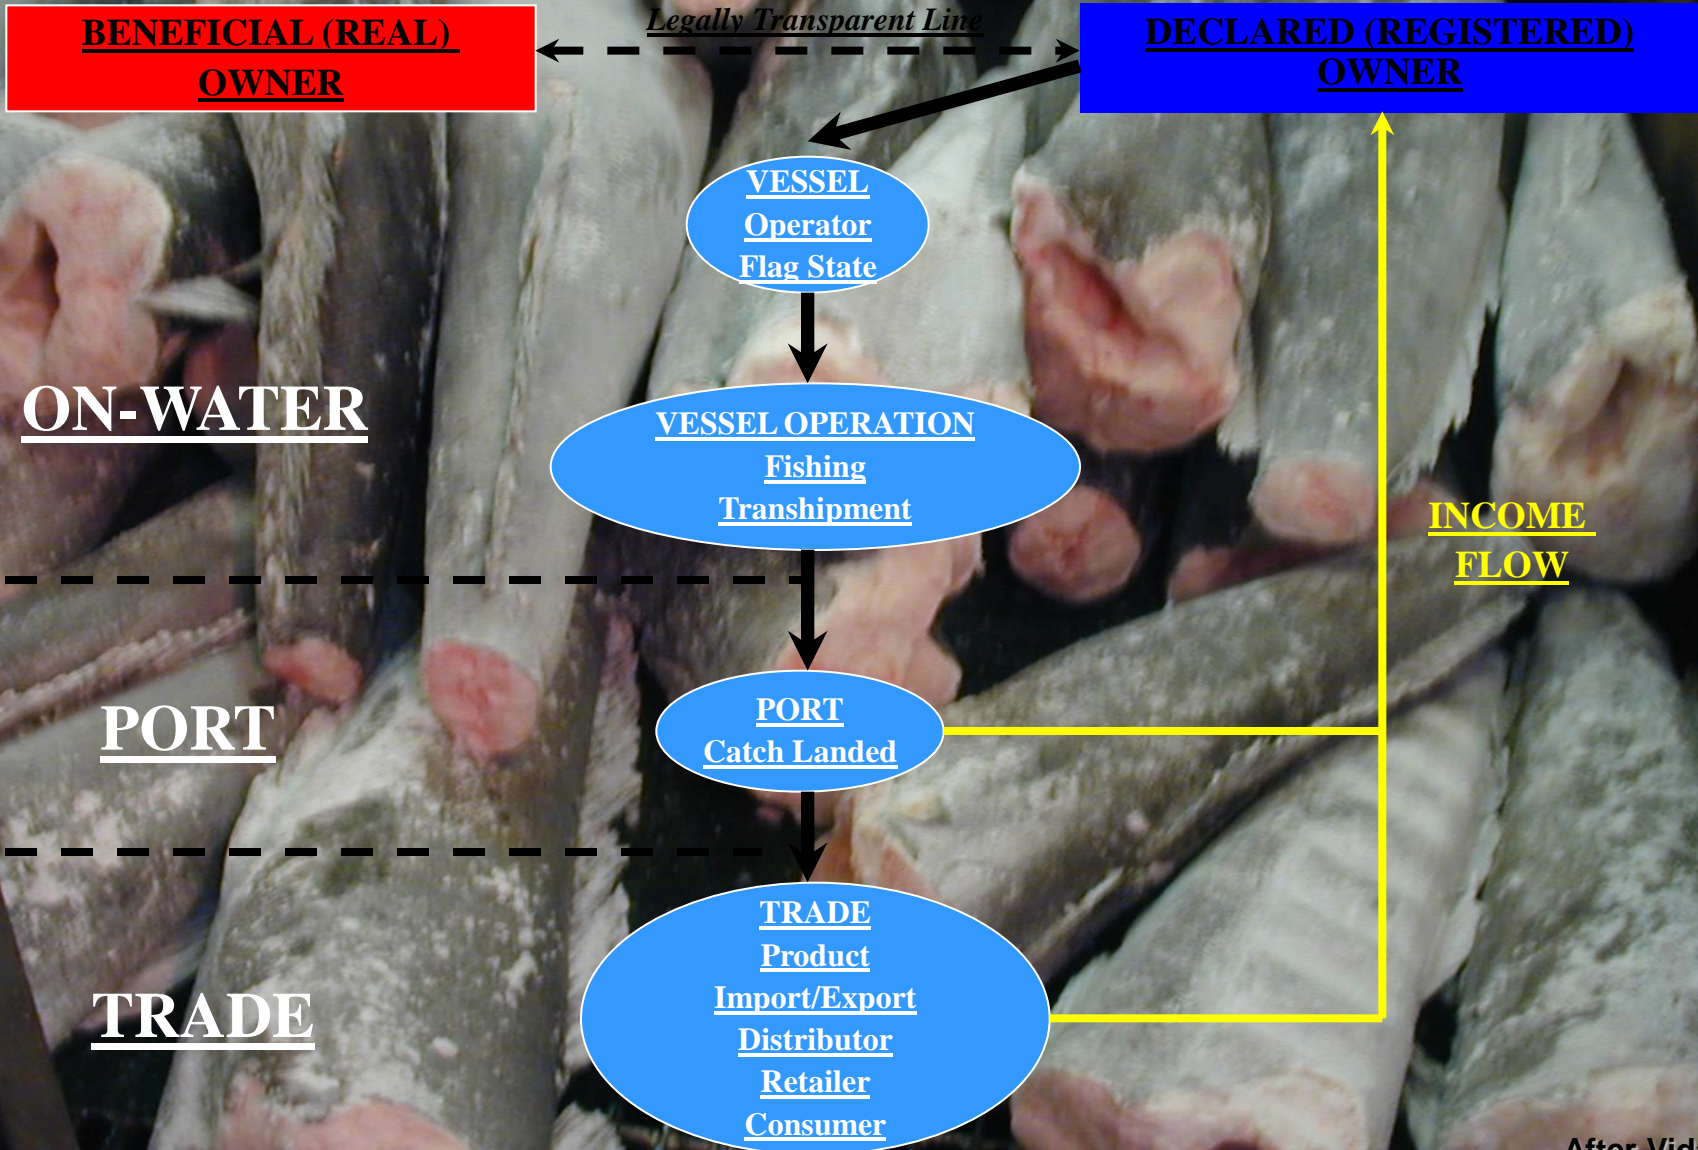 BENEFICIAL (REAL)
OWNER
Legally Transparent Line
DECLARED (REGISTERED)
OWNER
VESSEL
Operator
Flag State
ON-WATER
VESSEL OPERATION
Fishing
Transhipment
INCOME
FLOW
PORT
PORT
Catch Landed
TRADE
TRADE
Product
Import/Export
Distributor
Retailer
Consumer
After